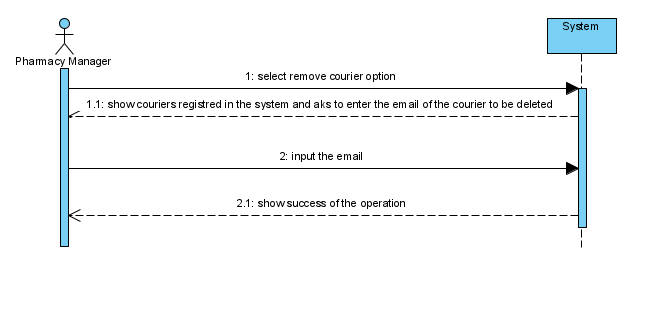 System
Pharmacy Manager
1: select remove courier option
1.1: show couriers registred in the system and aks to enter the email of the courier to be deleted
2: input the email
2.1: show success of the operation